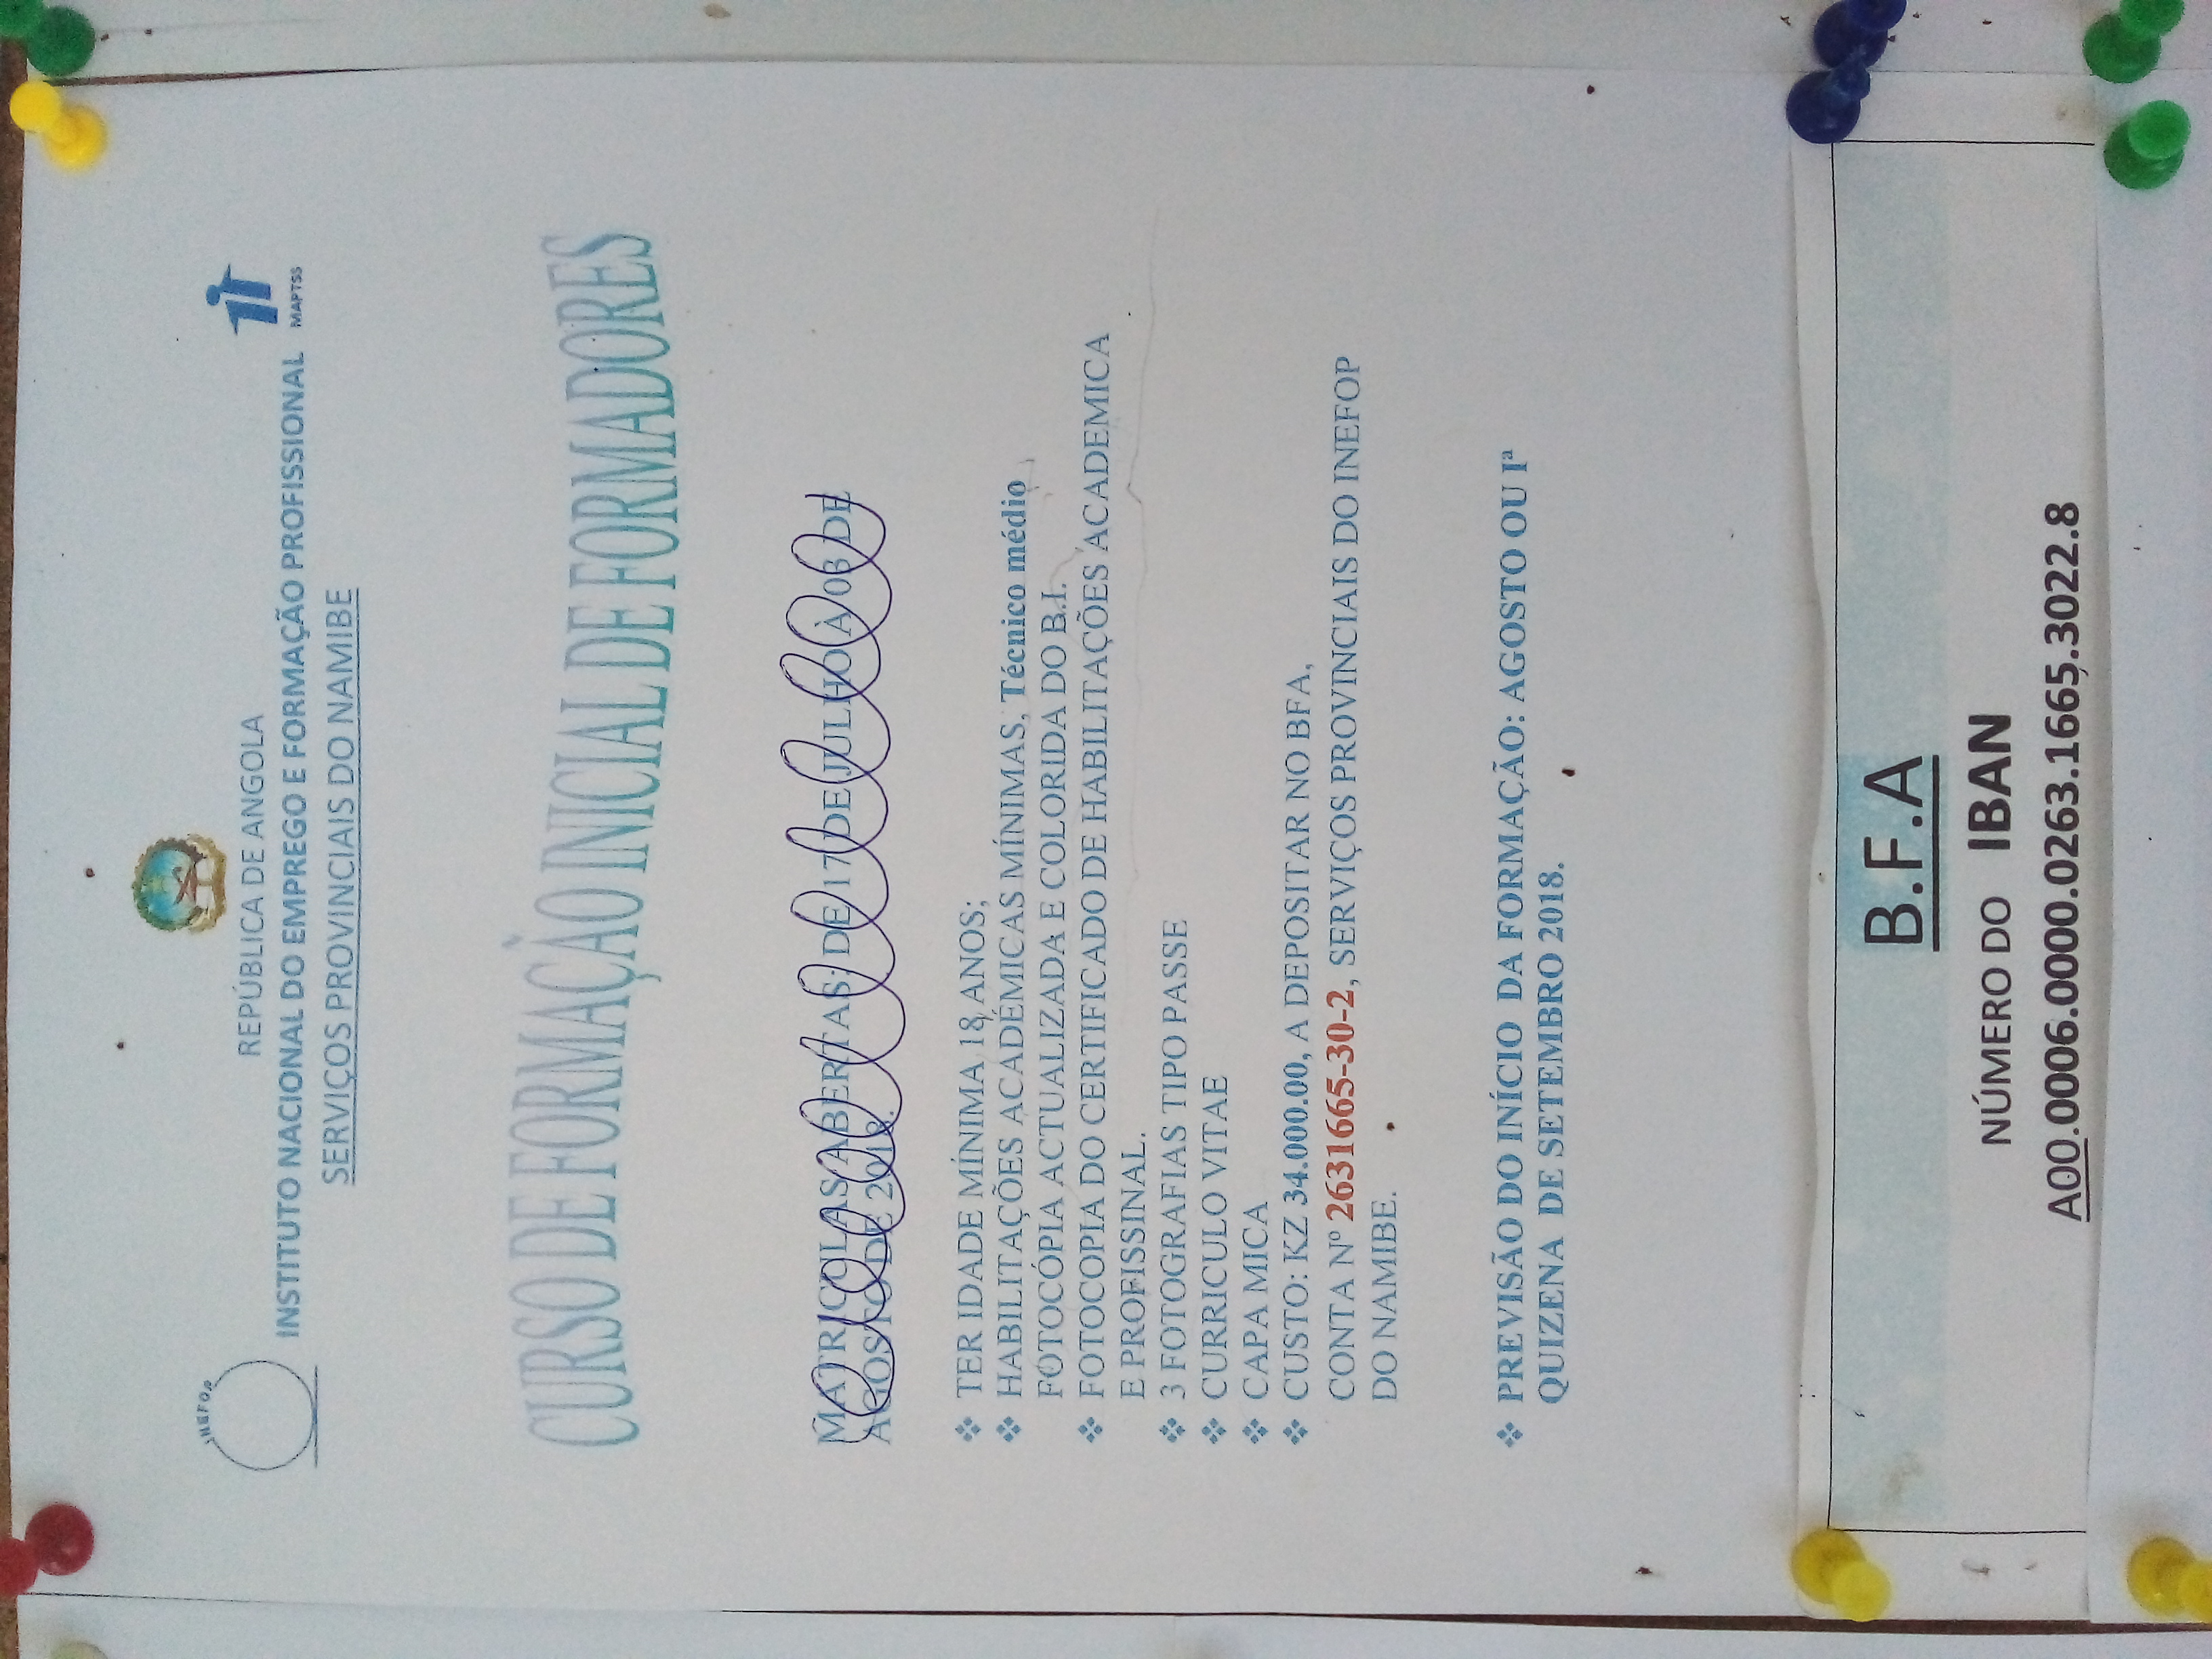 INEFOP
REPÚBLICA DE ANGOLA
INSTITUTO NACIONAL DO EMPREGO E FORMAÇÃO PROFISSIONAL
MAPTSS
SERVIÇOS PROVINCIAIS DO NAMIBE
CURSO DE FORMAÇÃO INICIAL DE FORMADORES
MATRICULAS ABERTAS: DE 17 DE JULHO À 03 DE
AGOSTO DE 2018.
❖ TER IDADE MÍNIMA 18 ANOS;
❖ HABILITAÇÕES ACADÉMICAS MÍNIMAS, Técnico médio
FOTOCÓPIA ACTUALIZADA E COLORIDA DO B.I.
❖ FOTOCOPIA DO CERTIFICADO DE HABILITAÇÕES ACADEMICA
E PROFISSINAL.
❖ 3 FOTOGRAFIAS TIPO PASSE
❖ CURRICULO VITAE
❖ CAPA MICA
❖ CUSTO: KZ 34.000.00, A DEPOSITAR NO BFA,
CONTA Nº 2631665-30-2, SERVIÇOS PROVINCIAIS DO INEFOP
DO NAMIBE.
❖ PREVISÃO DO INÍCIO DA FORMAÇÃO: AGOSTO OU Iª
QUIZENA DE SETEMBRO 2018.
B.F.A
NÚMERO DO IBAN
A00.0006.0000.0263.1665.3022.8